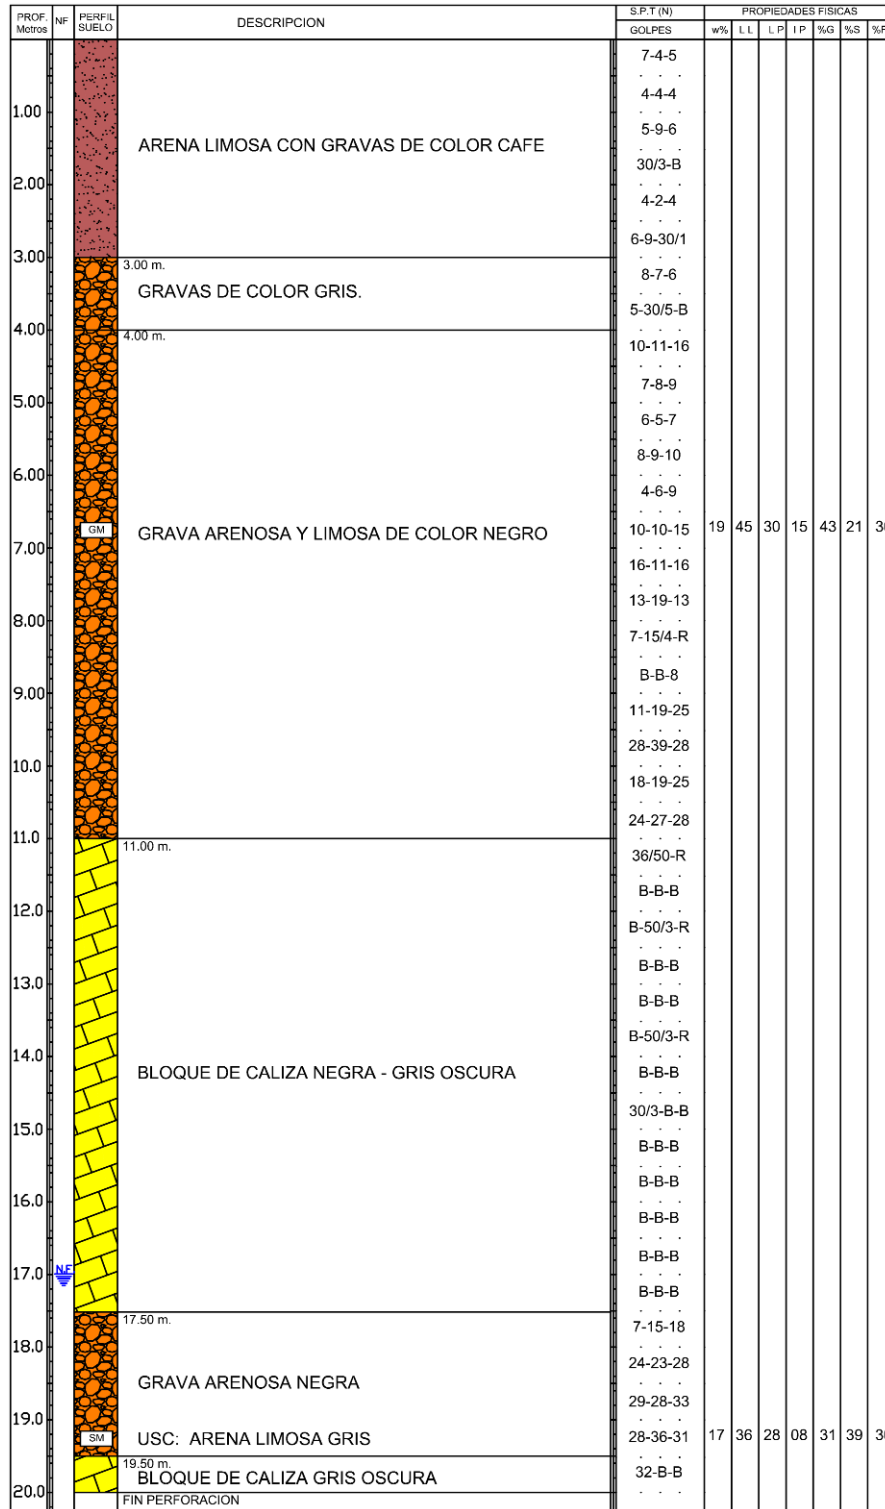 PROF. Metros NF PERFIL SUELO DESCRIPCION S.P.T (N) GOLPES PROPIEDADES FISICAS
w% L L L P I P %G %S
7-4-5
4-4-4
1.00
5-9-6
ARENA LIMOSA CON GRAVAS DE COLOR CAFE
30/3-B
2.00
4-2-4
6-9-30/1
3.00
3.00 m.
8-7-6
GRAVAS DE COLOR GRIS.
5-30/5-B
4.00
4.00 m.
10-11-16
7-8-9
5.00
6-5-7
8-9-10
6.00
4-6-9
GM GRAVA ARENOSA Y LIMOSA DE COLOR NEGRO 10-10-15 19 45 30 15 43 21
7.00
16-11-16
13-19-13
8.00
7-15/4-R
B-B-8
9.00
11-19-25
28-39-28
10.0
18-19-25
24-27-28
11.0
11.00 m.
36/50-R
B-B-B
12.0
B-50/3-R
B-B-B
13.0
B-B-B
B-50/3-R
14.0
BLOQUE DE CALIZA NEGRA - GRIS OSCURA B-B-B
30/3-B-B
15.0
B-B-B
B-B-B
16.0
B-B-B
B-B-B
N.F
17.0
B-B-B
17.50 m.
7-15-18
18.0
24-23-28
GRAVA ARENOSA NEGRA
29-28-33
19.0
SM USC: ARENA LIMOSA GRIS 28-36-31 17 36 28 08 31 39
19.50 m.
BLOQUE DE CALIZA GRIS OSCURA 32-B-B
20.0
FIN PERFORACION